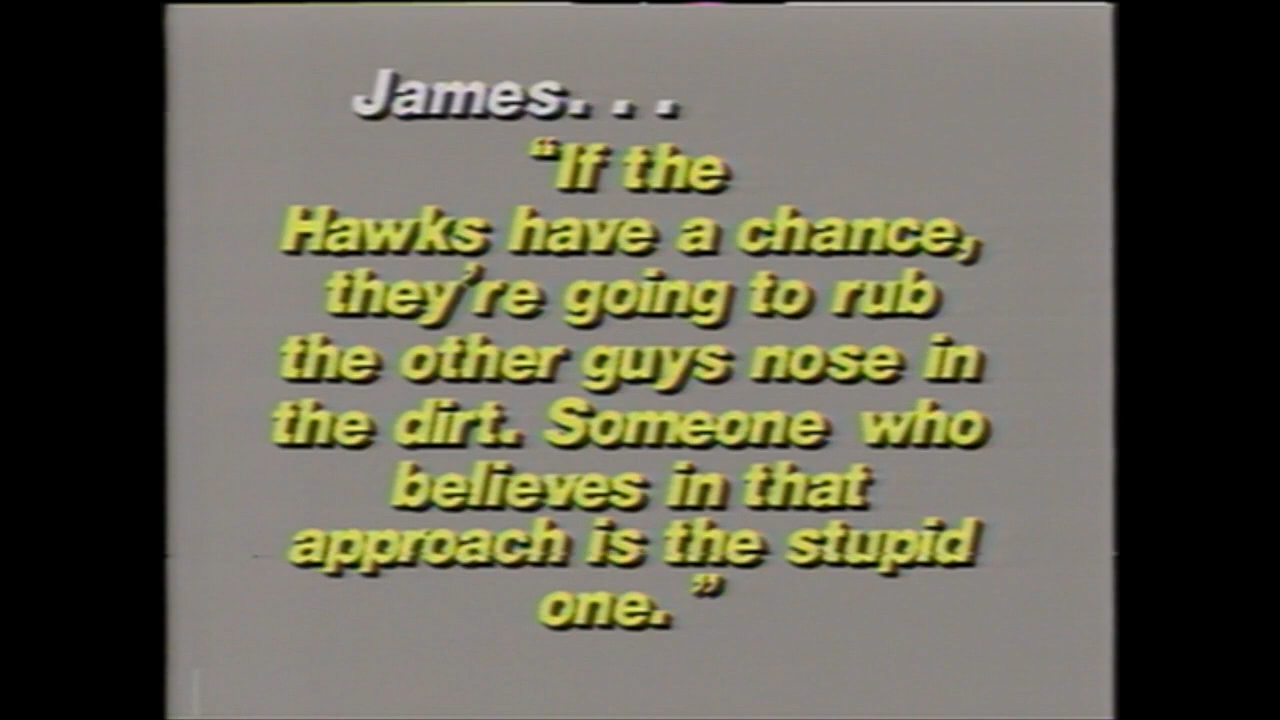 James...
"If the
Hawks have a chance,
they're going to rub
the other guys nose in
the dirt. Someone who
believes in that
approach is the stupid
one."